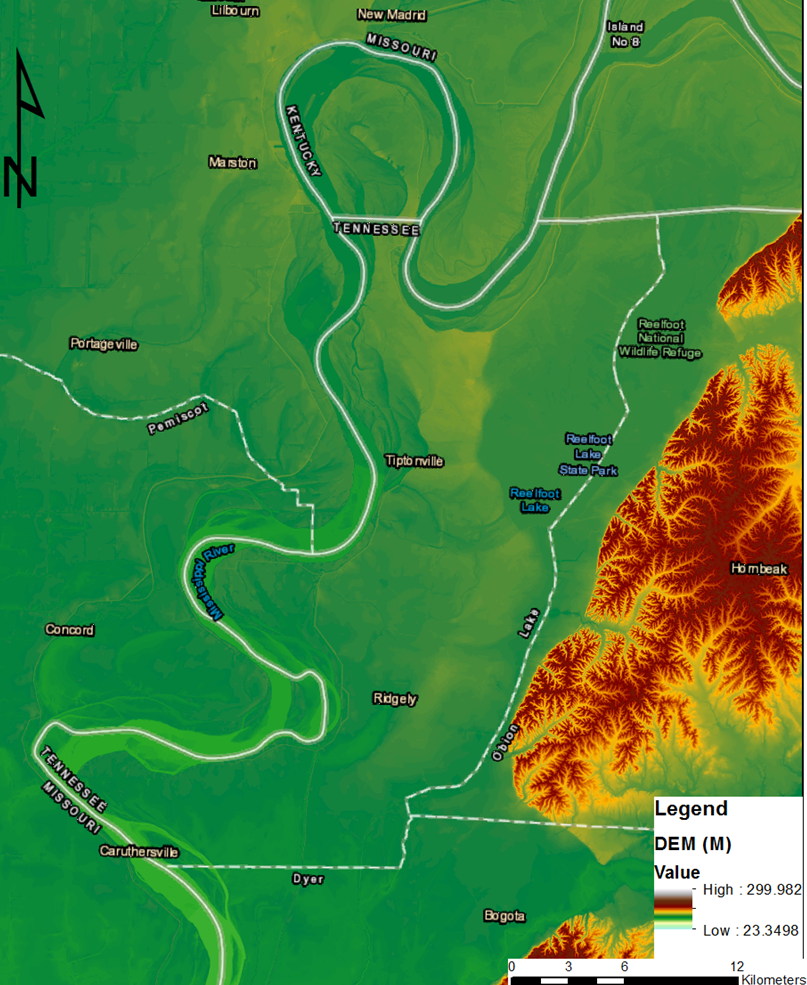 Lilbourn
New Madrid
Island
No 8
MISSOURI
KENTUCKY
N
Marston
TENNESSEE
Reelfoot
National
Wildlife Refuge
Portageville
Pemiscot
Reelfoot
Lake
State Park
Tiptonville
Reelfoot
Lake
Mississippi River
Hornbeak
Concord
Lake
Ridgely
Obion
TENNESSEE
MISSOURI
Caruthersville
Dyer
Bogota
Legend
DEM (M)
Value
High : 299.982
Low : 23.3498
0 3 6 12
Kilometers